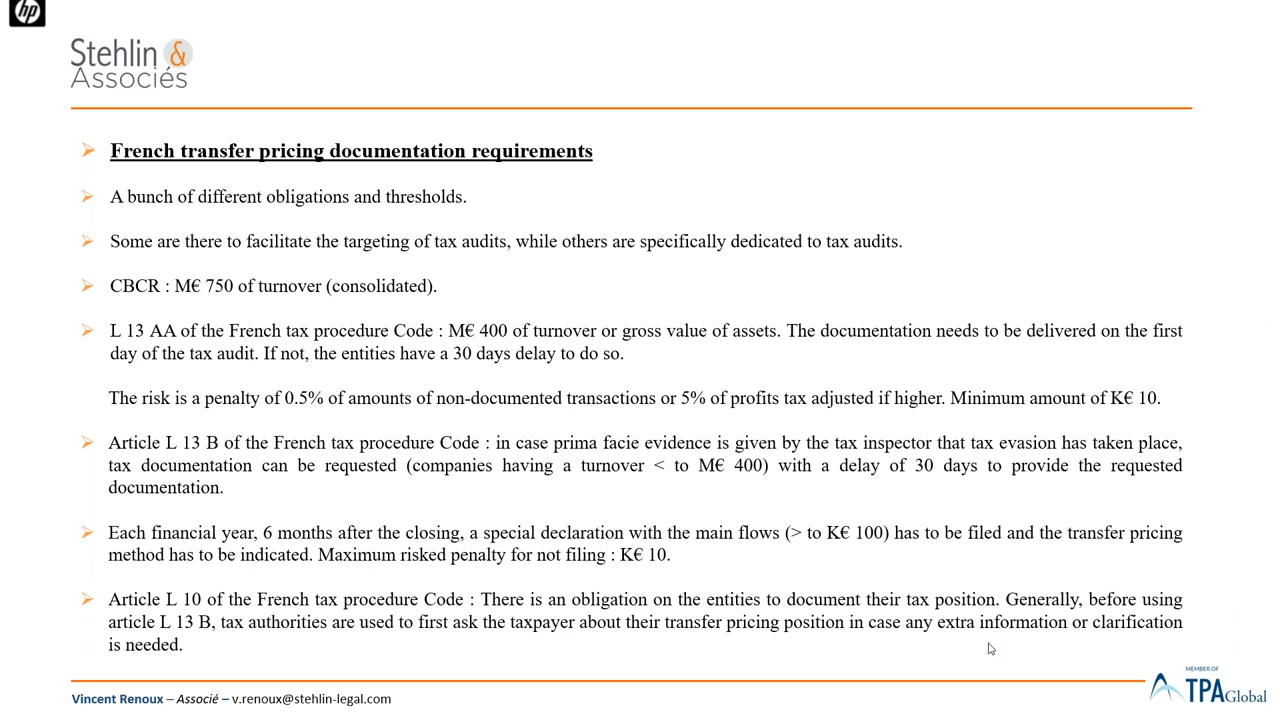 hp
Stehlin &
Associés
French transfer pricing documentation requirements
A bunch of different obligations and thresholds.
Some are there to facilitate the targeting of tax audits, while others are specifically dedicated to tax audits.
CBCR : M€ 750 of turnover (consolidated).
L 13 AA of the French tax procedure Code : M€ 400 of turnover or gross value of assets. The documentation needs to be delivered on the first
day of the tax audit. If not, the entities have a 30 days delay to do so.
The risk is a penalty of 0.5% of amounts of non-documented transactions or 5% of profits tax adjusted if higher. Minimum amount of K€ 10.
Article L 13 B of the French tax procedure Code : in case prima facie evidence is given by the tax inspector that tax evasion has taken place,
tax documentation can be requested (companies having a turnover < to M€ 400) with a delay of 30 days to provide the requested
documentation.
Each financial year, 6 months after the closing, a special declaration with the main flows (> to K€ 100) has to be filed and the transfer pricing
method has to be indicated. Maximum risked penalty for not filing : K€ 10.
Article L 10 of the French tax procedure Code : There is an obligation on the entities to document their tax position. Generally, before using
article L 13 B, tax authorities are used to first ask the taxpayer about their transfer pricing position in case any extra information or clarification
is needed.
Vincent Renoux – Associé – v.renoux@stehlin-legal.com
MEMBER OF
TPAGlobal